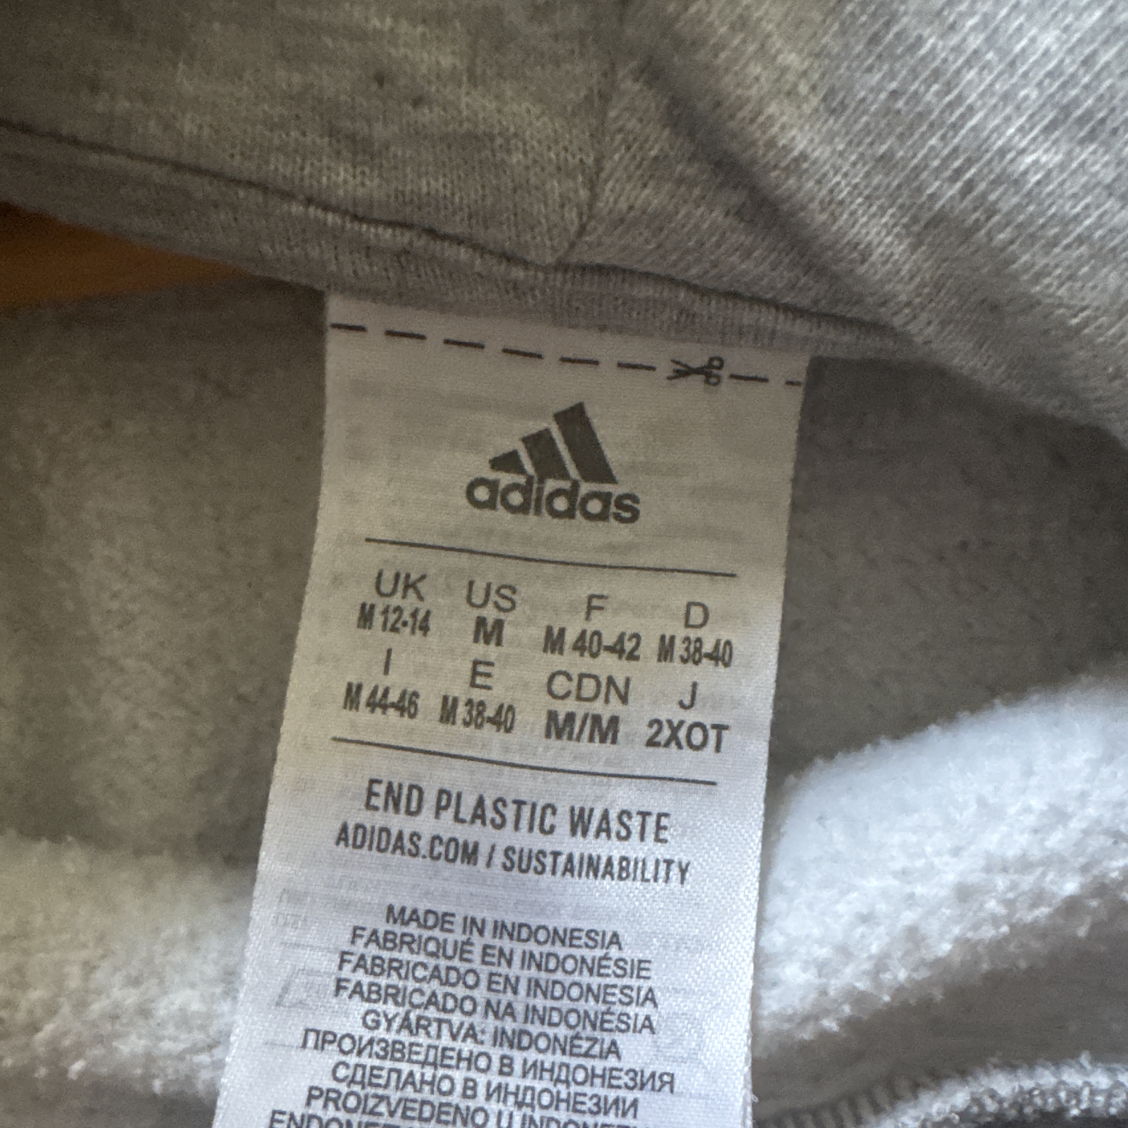 adidas
UK US F D
M 12-14 M M 40-42 M 38-40
I E CDN J
M 44-46 M 38-40 M/M 2XOT
END PLASTIC WASTE
ADIDAS.COM / SUSTAINABILITY
MADE IN INDONESIA
FABRIQUÉ EN INDONÉSIE
FABRICADO EN INDONESIA
FABRICADO NA INDONÉSIA
GYÁRTVA: INDONÉZIA
ПРОИЗВЕДЕНО В ИНДОНЕЗИЯ
СДЕЛАНО В ИНДОНЕЗИИ
PROIZVEDENO U